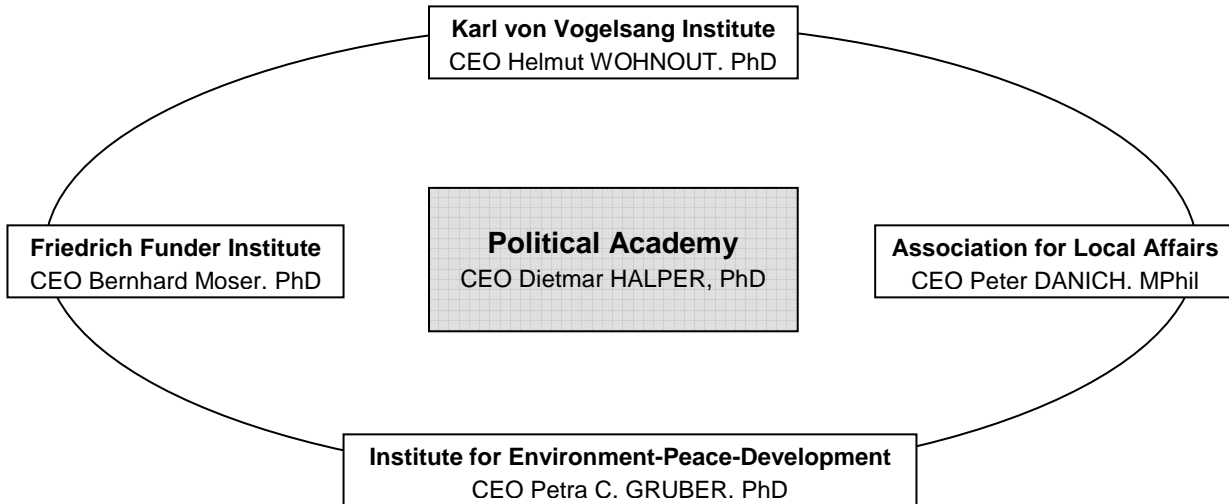 Karl von Vogelsang Institute
CEO Helmut WOHNOUT. PhD
Friedrich Funder Institute
CEO Bernhard Moser. PhD
Political Academy
CEO Dietmar HALPER, PhD
Association for Local Affairs
CEO Peter DANICH. MPhil
Institute for Environment-Peace-Development
CEO Petra C. GRUBER. PhD